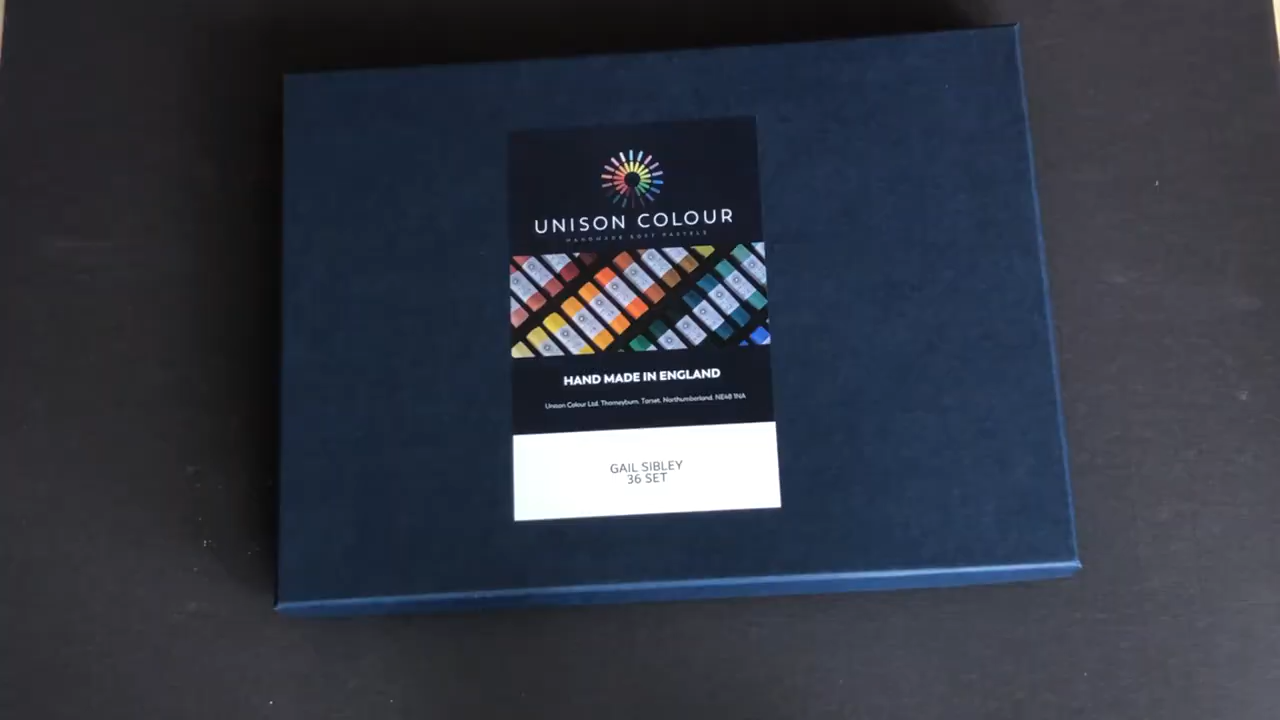 UNISON COLOUR
HANDMADE SOFT PASTELS
HAND MADE IN ENGLAND
Unison Colour Ltd. Thorneyburn, Tarset, Northumberland, NE48 1NA
GAIL SIBLEY
36 SET